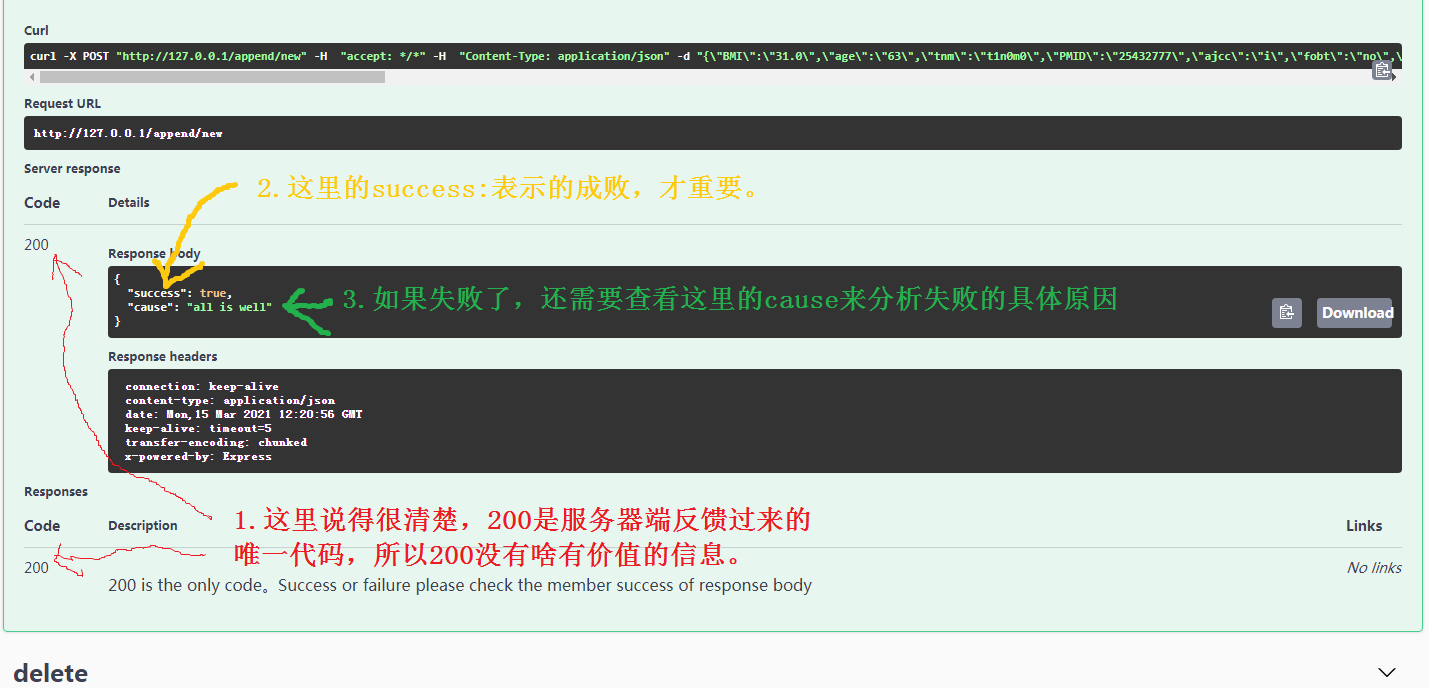 Curl
curl -X POST "http://127.0.0.1/append/new" -H  "accept: */*" -H  "Content-Type: application/json" -d "{\"BMI\":\"31.0\",\"age\":\"63\",\"tnm\":\"t1n0m0\",\"PMID\":\"25432777\",\"ajcc\":\"i\",\"fobt\":\"no\",\
Request URL
http://127.0.0.1/append/new
Server response
2.这里的success:表示的成败，才重要。
Code Details
200
Response body
{
"success": true,
"cause": "all is well"
}
3.如果失败了，还需要查看这里的cause来分析失败的具体原因
Download
Response headers
connection: keep-alive
content-type: application/json
date: Mon,15 Mar 2021 12:20:56 GMT
keep-alive: timeout=5
transfer-encoding: chunked
x-powered-by: Express
Responses
Code Description Links
1.这里说得很清楚，200是服务器端反馈过来的
唯一代码，所以200没有啥有价值的信息。
200 No links
200 is the only code。Success or failure please check the member success of response body
delete